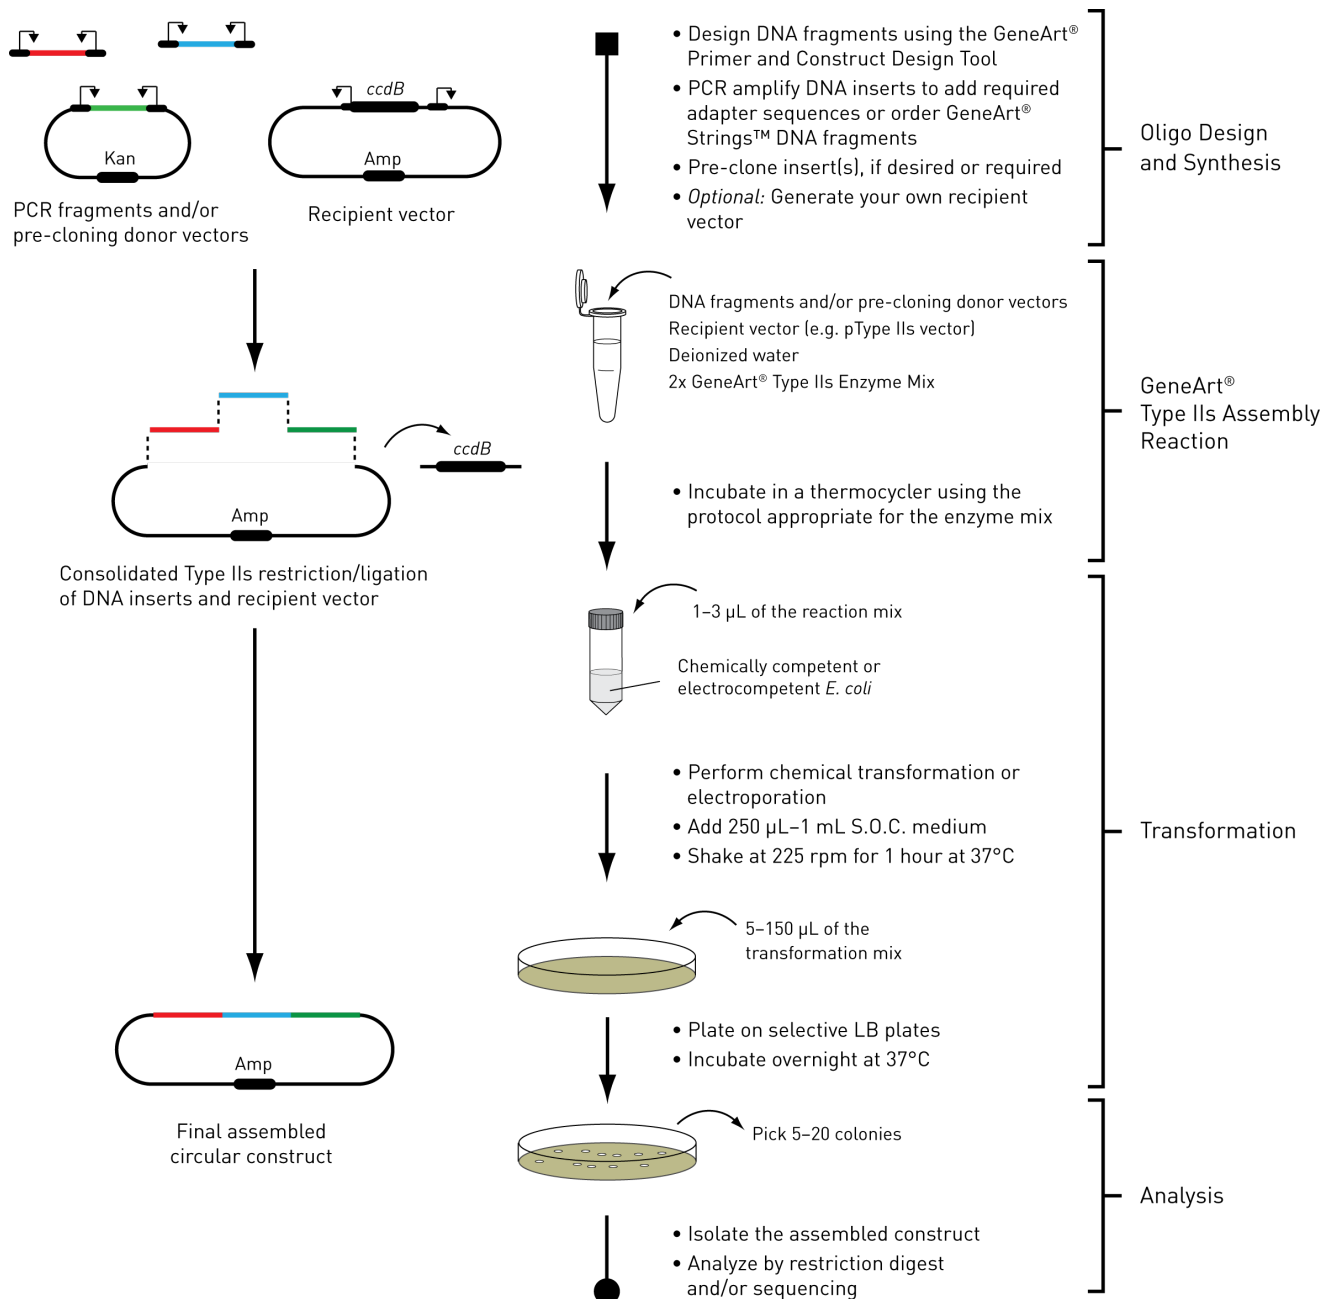 ccdB
Kan
Amp
PCR fragments and/or
pre-cloning donor vectors
Recipient vector
• Design DNA fragments using the GeneArt®
Primer and Construct Design Tool
• PCR amplify DNA inserts to add required
adapter sequences or order GeneArt®
Strings™ DNA fragments
• Pre-clone insert(s), if desired or required
• Optional: Generate your own recipient
vector
Oligo Design
and Synthesis
DNA fragments and/or pre-cloning donor vectors
Recipient vector (e.g. pType IIs vector)
Deionized water
2x GeneArt® Type IIs Enzyme Mix
GeneArt®
Type IIs Assembly
Reaction
ccdB
Amp
• Incubate in a thermocycler using the
protocol appropriate for the enzyme mix
Consolidated Type IIs restriction/ligation
of DNA inserts and recipient vector
1–3 µL of the reaction mix
Chemically competent or
electrocompetent E. coli
• Perform chemical transformation or
electroporation
• Add 250 µL–1 mL S.O.C. medium
• Shake at 225 rpm for 1 hour at 37°C
Transformation
5–150 µL of the
transformation mix
• Plate on selective LB plates
• Incubate overnight at 37°C
Amp
Final assembled
circular construct
Pick 5–20 colonies
Analysis
• Isolate the assembled construct
• Analyze by restriction digest
and/or sequencing